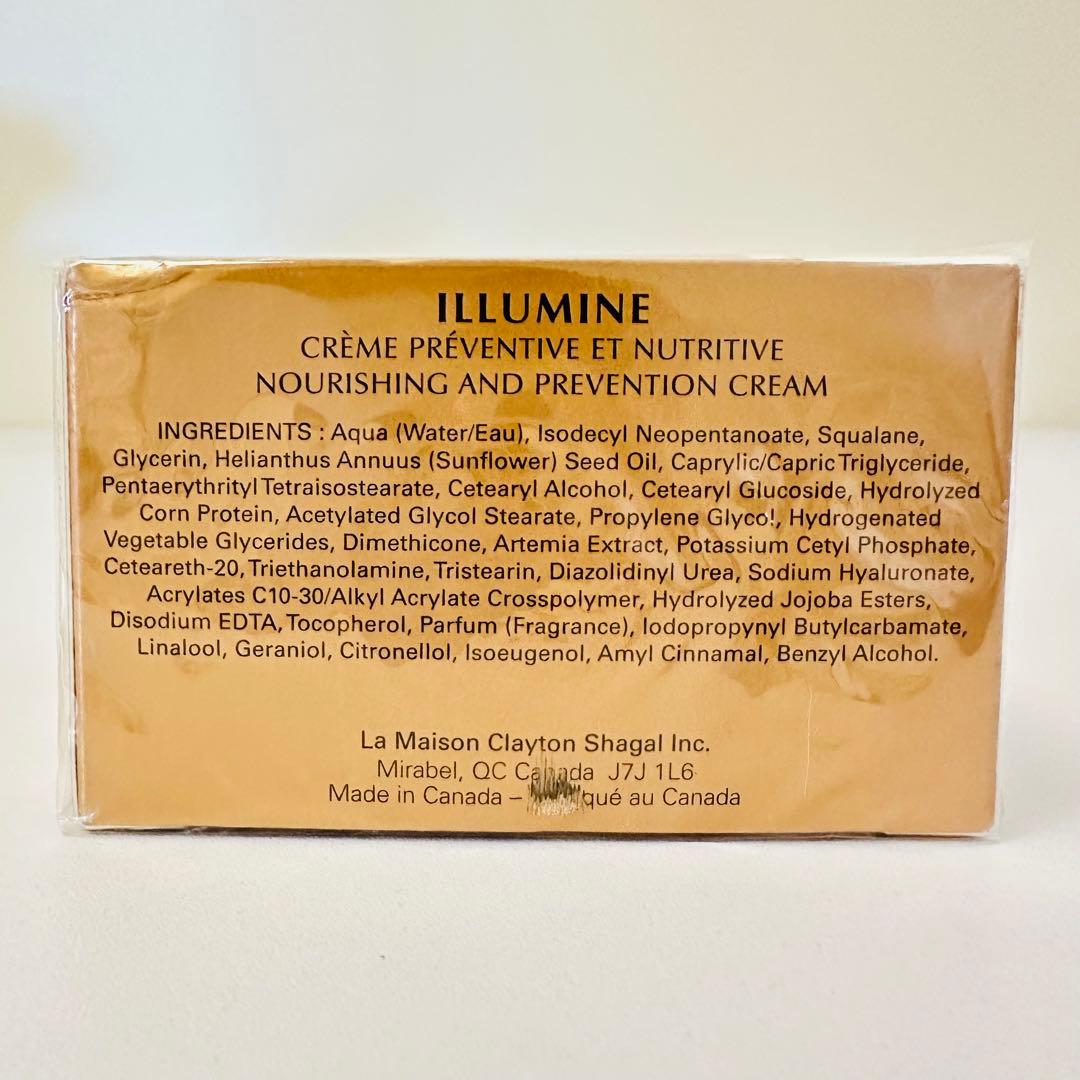 ILLUMINE
CRÈME PRÉVENTIVE ET NUTRITIVE
NOURISHING AND PREVENTION CREAM
INGREDIENTS : Aqua (Water/Eau), Isodecyl Neopentanoate, Squalane,
Glycerin, Helianthus Annuus (Sunflower) Seed Oil, Caprylic/Capric Triglyceride,
Pentaerythrityl Tetraisostearate, Cetearyl Alcohol, Cetearyl Glucoside, Hydrolyzed
Corn Protein, Acetylated Glycol Stearate, Propylene Glyco!, Hydrogenated
Vegetable Glycerides, Dimethicone, Artemia Extract, Potassium Cetyl Phosphate,
Ceteareth-20, Triethanolamine, Tristearin, Diazolidinyl Urea, Sodium Hyaluronate,
Acrylates C10-30/Alkyl Acrylate Crosspolymer, Hydrolyzed Jojoba Esters,
Disodium EDTA, Tocopherol, Parfum (Fragrance), Iodopropynyl Butylcarbamate,
Linalool, Geraniol, Citronellol, Isoeugenol, Amyl Cinnamal, Benzyl Alcohol.
La Maison Clayton Shagal Inc.
Mirabel, QC Canada J7J 1L6
Made in Canada – au Canada